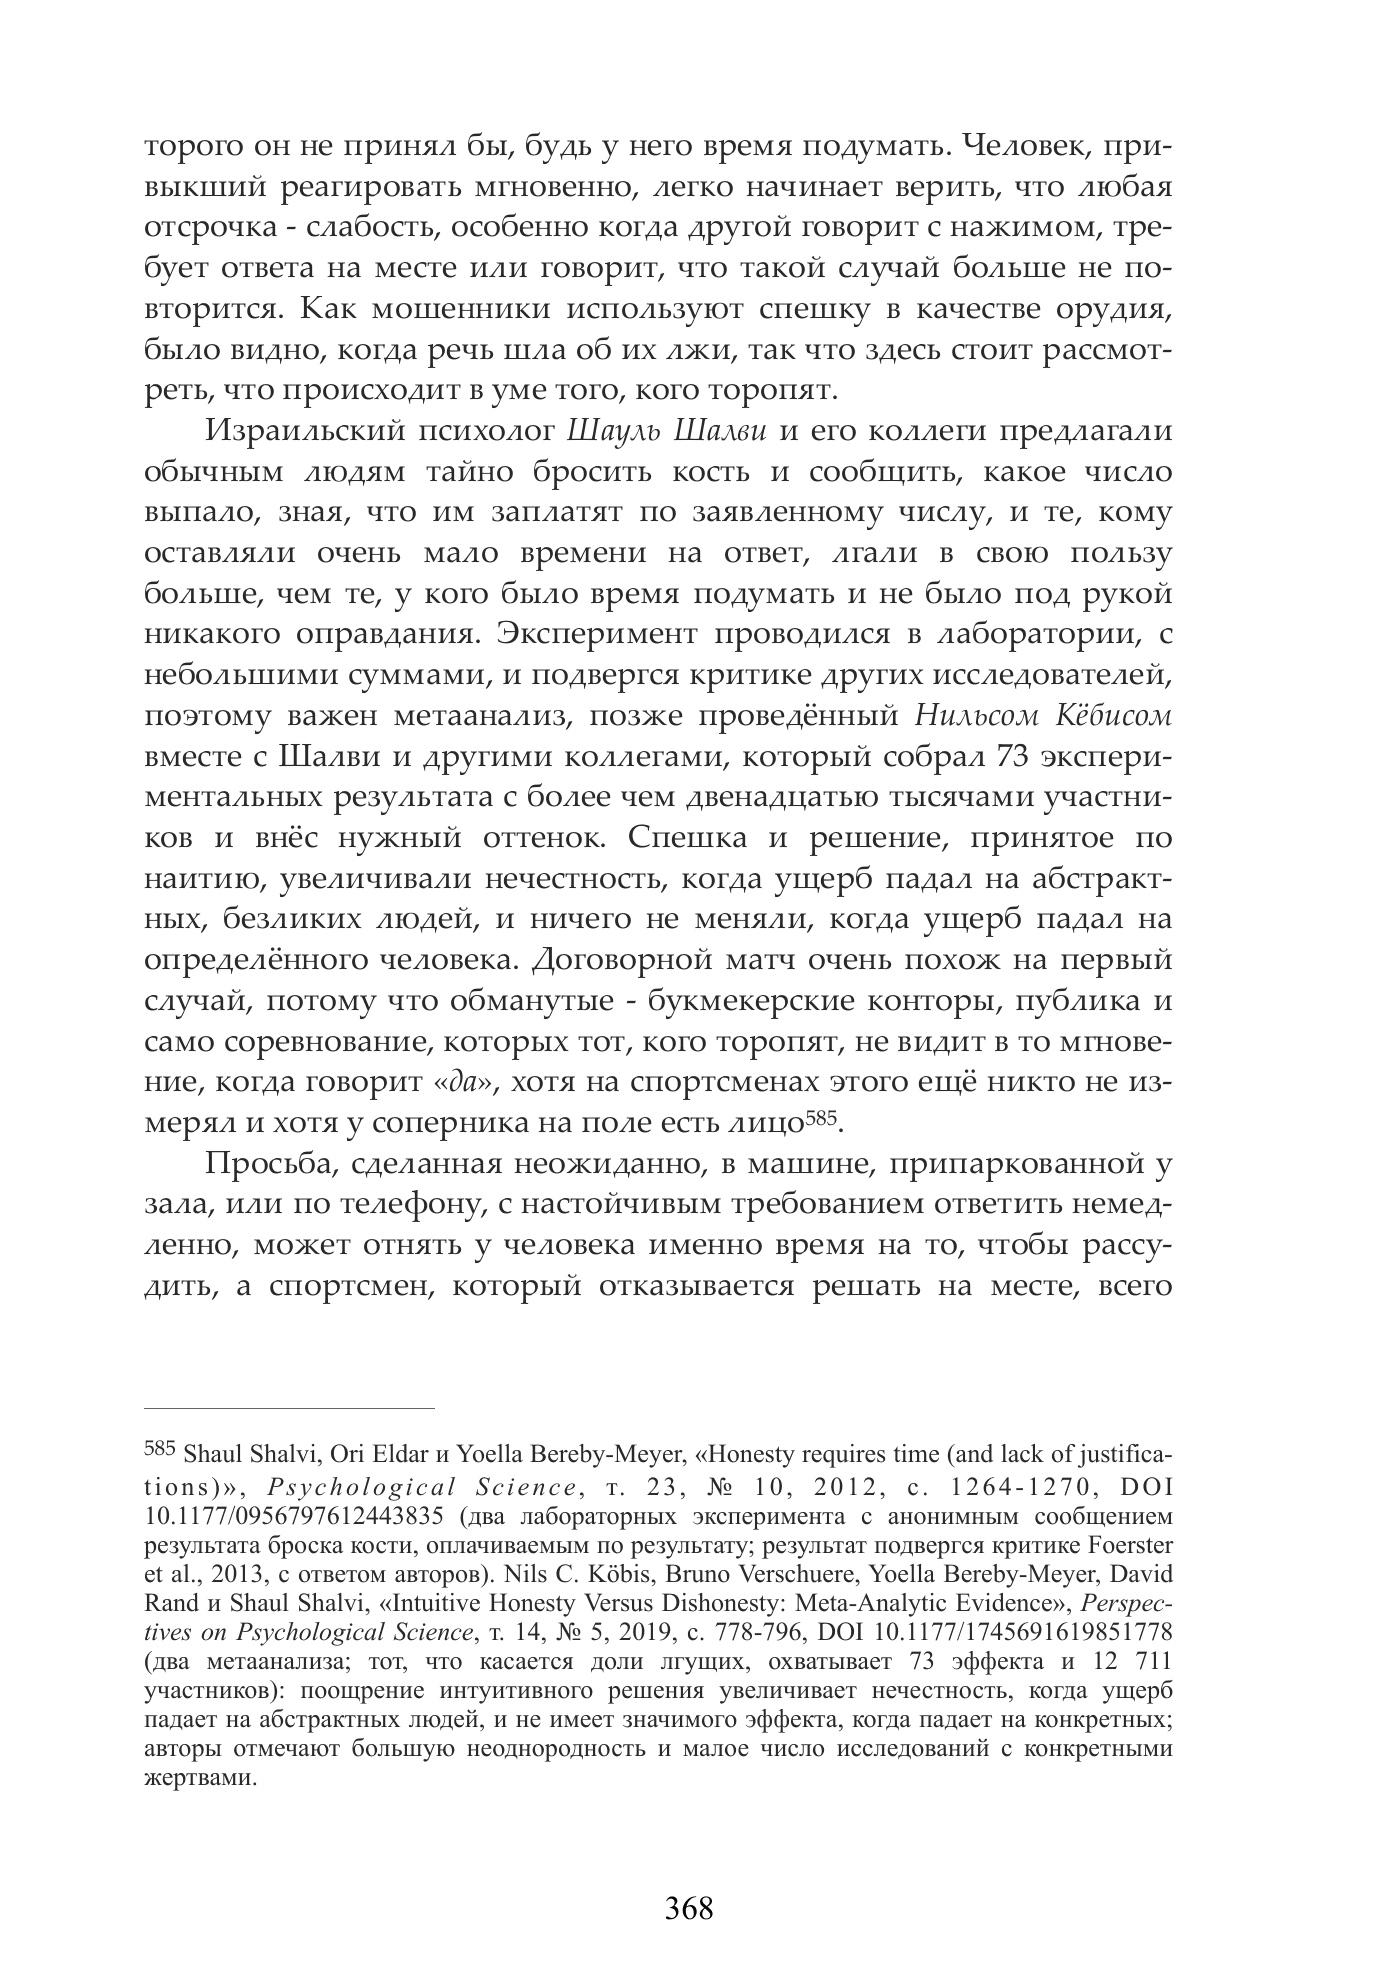 торого он не принял бы, будь у него время подумать. Человек, при-
выкший реагировать мгновенно, легко начинает верить, что любая
отсрочка - слабость, особенно когда другой говорит с нажимом, тре-
бует ответа на месте или говорит, что такой случай больше не по-
вторится. Как мошенники используют спешку в качестве орудия,
было видно, когда речь шла об их лжи, так что здесь стоит рассмот-
реть, что происходит в уме того, кого торопят.
Израильский психолог Шауль Шалви и его коллеги предлагали
обычным людям тайно бросить кость и сообщить, какое число
выпало, зная, что им заплатят по заявленному числу, и те, кому
оставляли очень мало времени на ответ, лгали в свою пользу
больше, чем те, у кого было время подумать и не было под рукой
никакого оправдания. Эксперимент проводился в лаборатории, с
небольшими суммами, и подвергся критике других исследователей,
поэтому важен метаанализ, позже проведённый Нильсом Кёбисом
вместе с Шалви и другими коллегами, который собрал 73 экспери-
ментальных результата с более чем двенадцатью тысячами участни-
ков и внёс нужный оттенок. Спешка и решение, принятое по
наитию, увеличивали нечестность, когда ущерб падал на абстракт-
ных, безликих людей, и ничего не меняли, когда ущерб падал на
определённого человека. Договорной матч очень похож на первый
случай, потому что обманутые - букмекерские конторы, публика и
само соревнование, которых тот, кого торопят, не видит в то мгнове-
ние, когда говорит «да», хотя на спортсменах этого ещё никто не из-
мерял и хотя у соперника на поле есть лицо585.
Просьба, сделанная неожиданно, в машине, припаркованной у
зала, или по телефону, с настойчивым требованием ответить немед-
ленно, может отнять у человека именно время на то, чтобы рассу-
дить, а спортсмен, который отказывается решать на месте, всего
585 Shaul Shalvi, Ori Eldar и Yoella Bereby-Meyer, «Honesty requires time (and lack of justifica-
tions)», Psychological Science, т. 23, № 10, 2012, с. 1264-1270, DOI
10.1177/0956797612443835 (два лабораторных эксперимента с анонимным сообщением
результата броска кости, оплачиваемым по результату; результат подвергся критике Foerster
et al., 2013, с ответом авторов). Nils C. Köbis, Bruno Verschuere, Yoella Bereby-Meyer, David
Rand и Shaul Shalvi, «Intuitive Honesty Versus Dishonesty: Meta-Analytic Evidence», Perspec-
tives on Psychological Science, т. 14, № 5, 2019, с. 778-796, DOI 10.1177/1745691619851778
(два метаанализа; тот, что касается доли лгущих, охватывает 73 эффекта и 12 711
участников): поощрение интуитивного решения увеличивает нечестность, когда ущерб
падает на абстрактных людей, и не имеет значимого эффекта, когда падает на конкретных;
авторы отмечают большую неоднородность и малое число исследований с конкретными
жертвами.
368